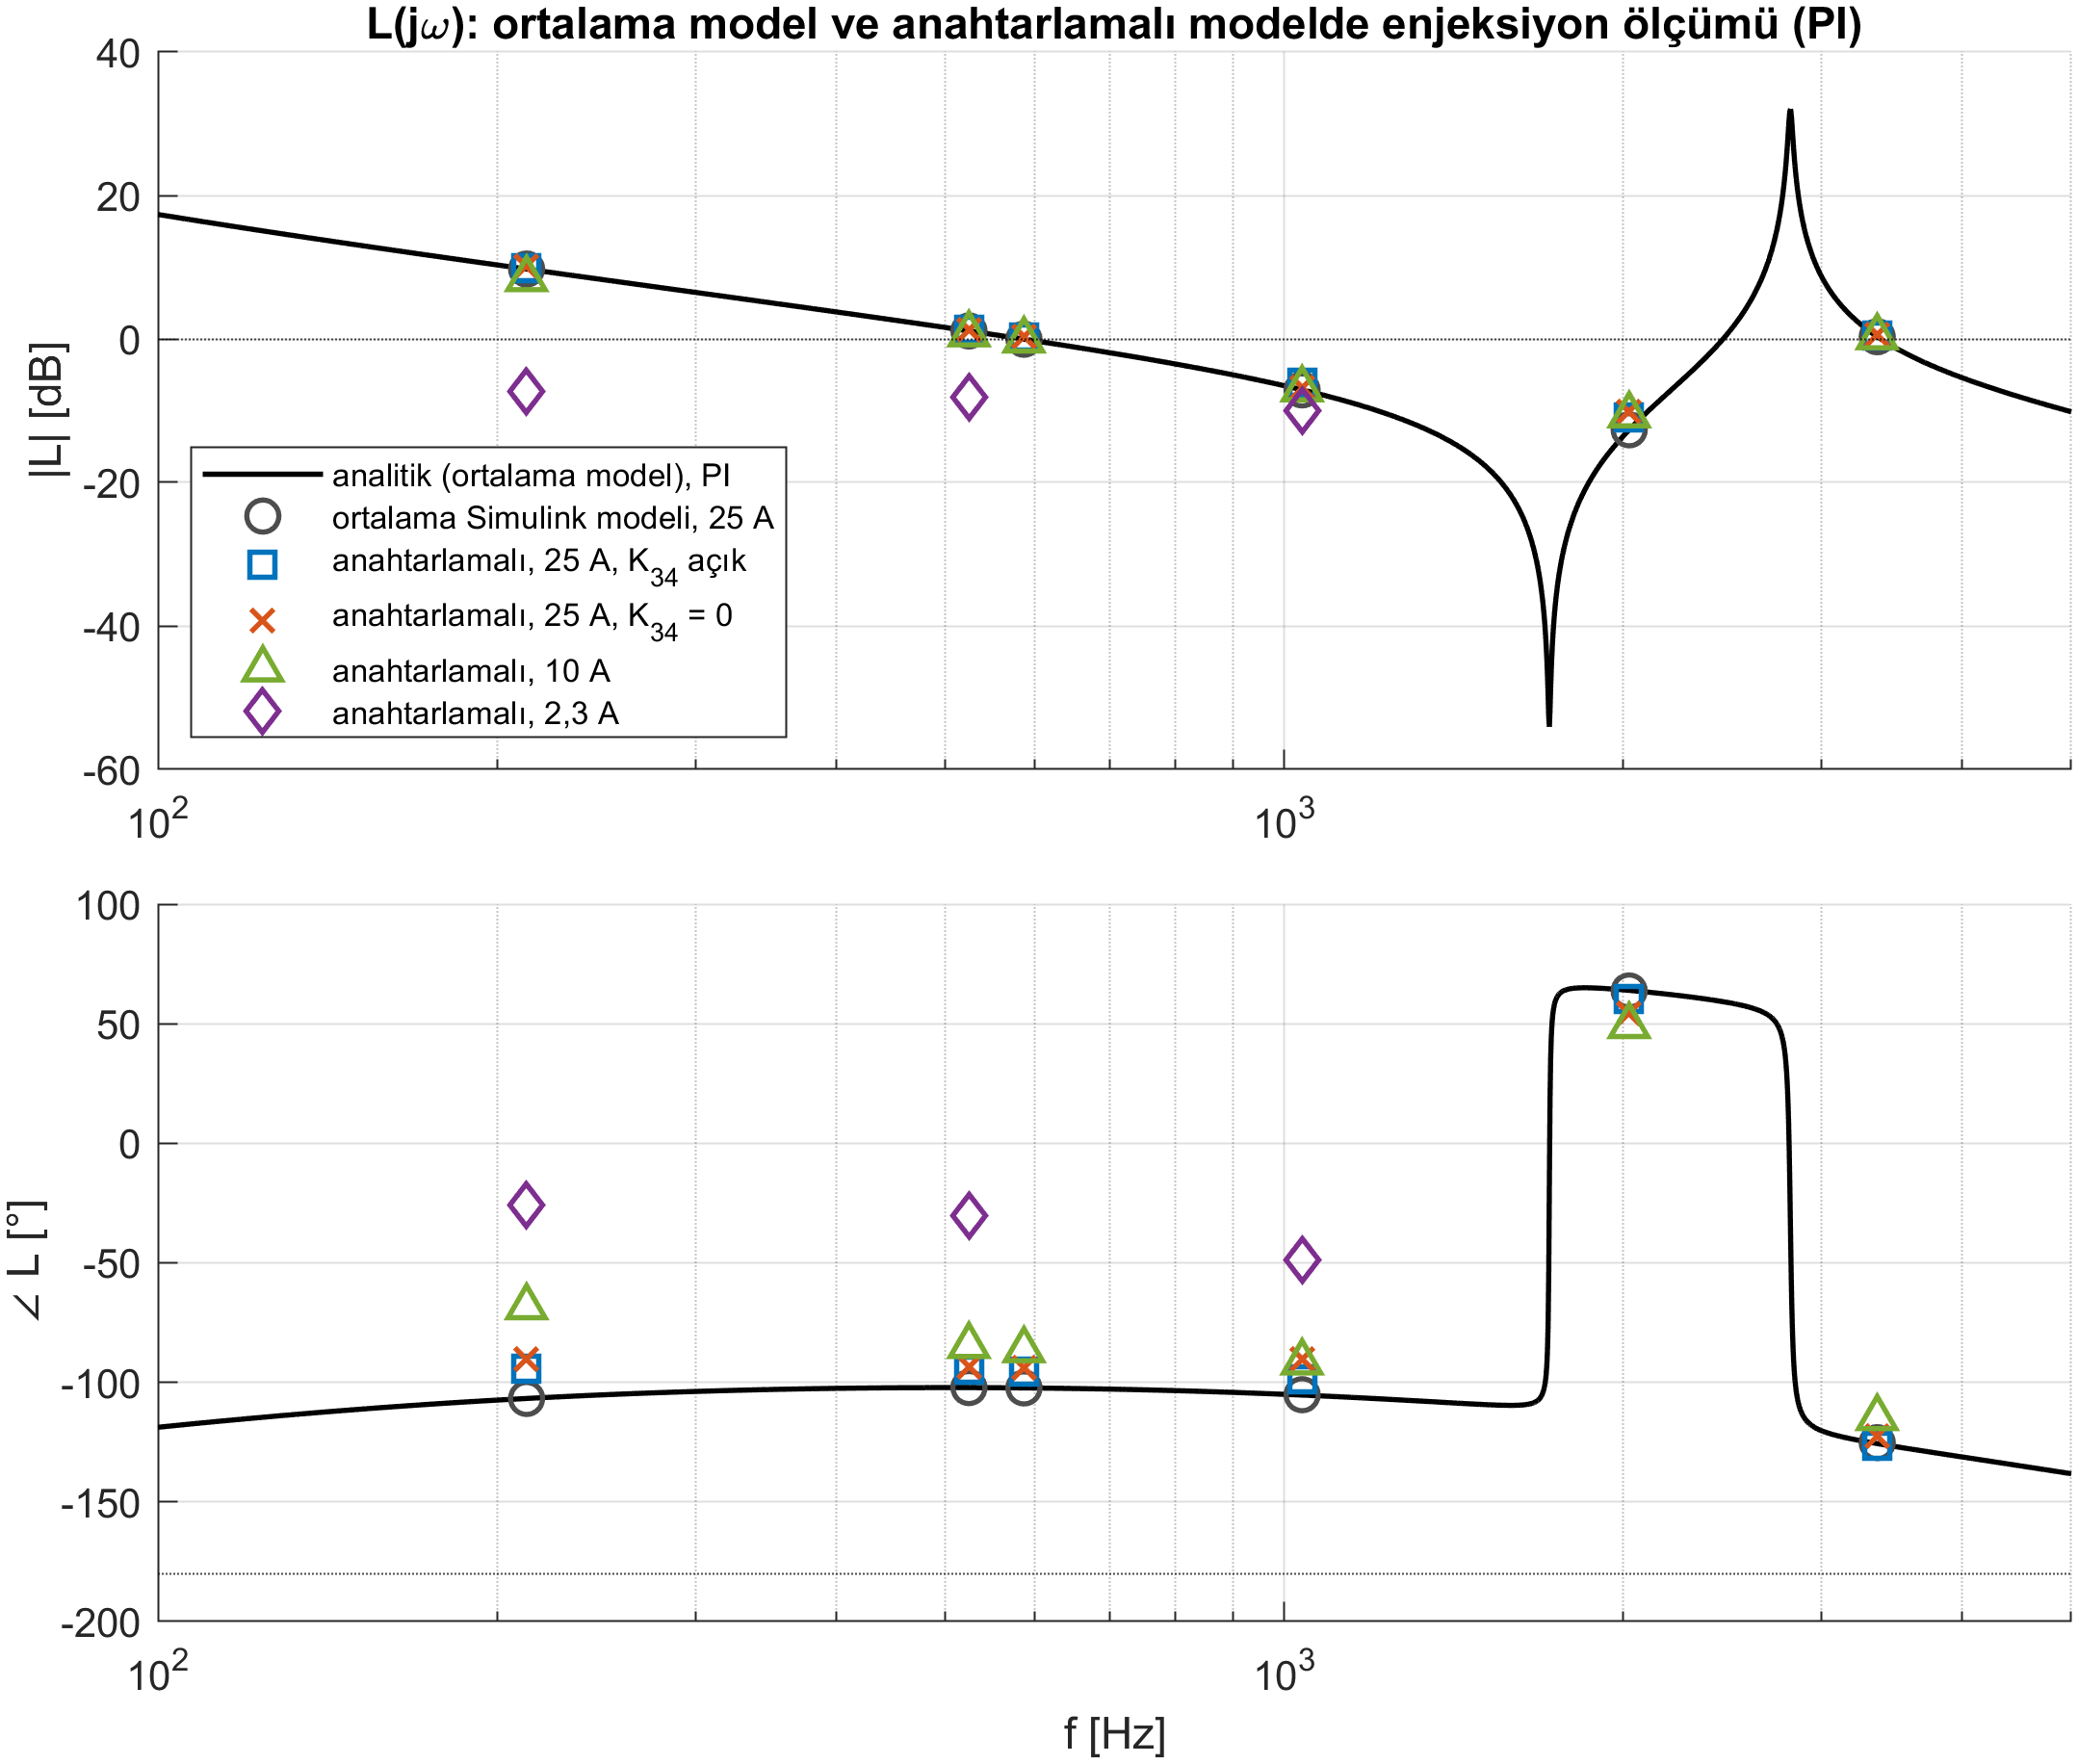 L(jω): ortalama model ve anahtarlamalı modelde enjeksiyon ölçümü (PI)
40
20
0
-20
-40
-60
|L| [dB]
analitik (ortalama model), PI
ortalama Simulink modeli, 25 A
anahtarlamalı, 25 A, K34 açık
anahtarlamalı, 25 A, K34 = 0
anahtarlamalı, 10 A
anahtarlamalı, 2,3 A
10^2
10^3
100
50
0
-50
-100
-150
-200
∠ L [°]
10^2
10^3
f [Hz]